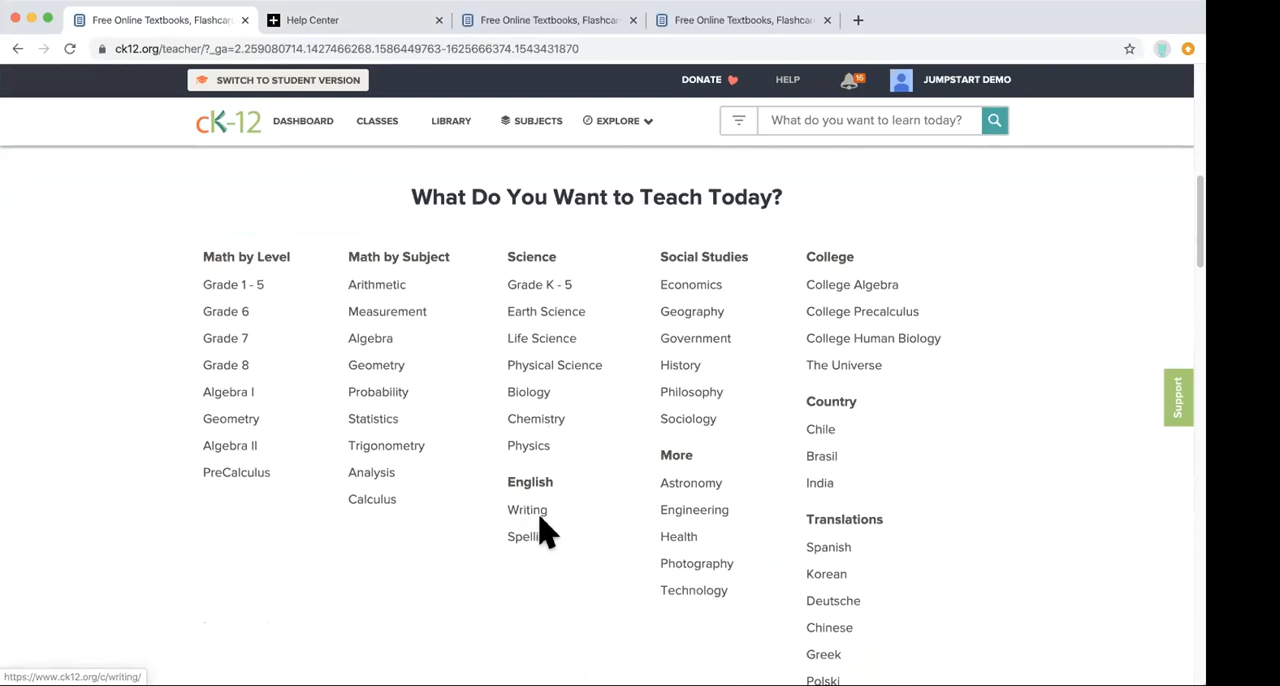 Free Online Textbooks, Flashcar
Help Center
Free Online Textbooks, Flashcar
Free Online Textbooks, Flashcar
ck12.org/teacher/?_ga=2.259080714.1427466268.1586449763-1625666374.1543431870
SWITCH TO STUDENT VERSION
DONATE
HELP
16
JUMPSTART DEMO
cK-12
DASHBOARD
CLASSES
LIBRARY
SUBJECTS
EXPLORE
What do you want to learn today?
What Do You Want to Teach Today?
Math by Level
Grade 1 - 5
Grade 6
Grade 7
Grade 8
Algebra I
Geometry
Algebra II
PreCalculus
Math by Subject
Arithmetic
Measurement
Algebra
Geometry
Probability
Statistics
Trigonometry
Analysis
Calculus
Science
Grade K - 5
Earth Science
Life Science
Physical Science
Biology
Chemistry
Physics
English
Writing
Spelli
Social Studies
Economics
Geography
Government
History
Philosophy
Sociology
More
Astronomy
Engineering
Health
Photography
Technology
College
College Algebra
College Precalculus
College Human Biology
The Universe
Country
Chile
Brasil
India
Translations
Spanish
Korean
Deutsche
Chinese
Greek
Polski
Support
https://www.ck12.org/c/writing/